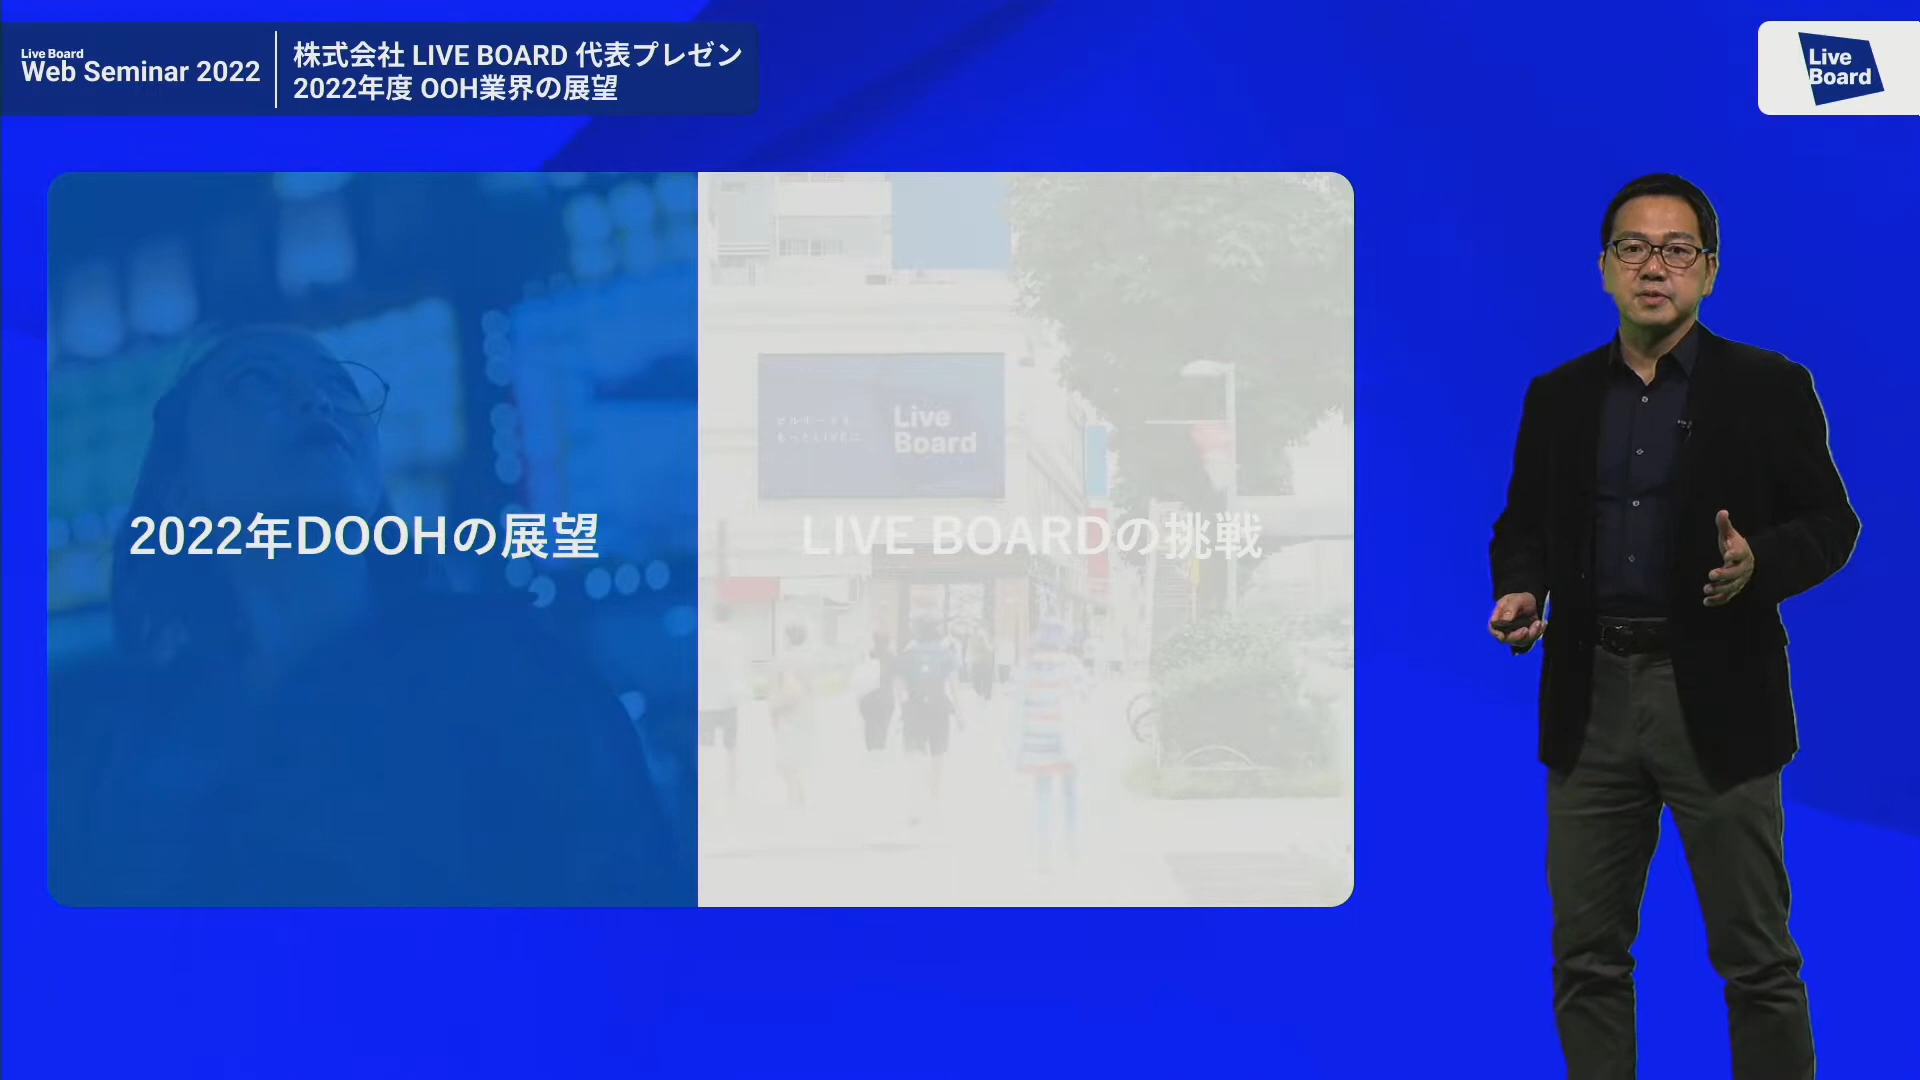 Live Board
Web Seminar 2022
株式会社 LIVE BOARD 代表プレゼン
2022年度 OOH業界の展望
Live
Board
Live
Board
2022年DOOHの展望
LIVE BOARDの挑戦